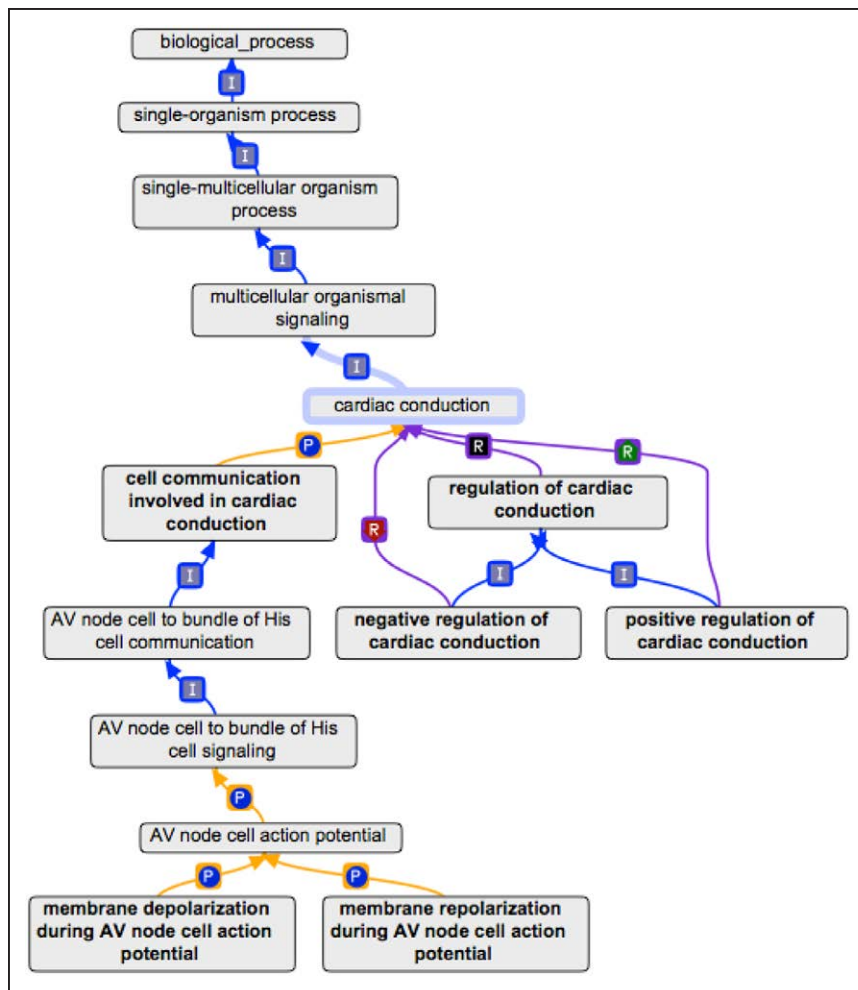 biological_process
I
single-organism process
I
single-multicellular organism
process
I
multicellular organismal
signaling
I
cardiac conduction
P
R
R
cell communication
involved in cardiac
conduction
regulation of cardiac
conduction
R
I
I
I
AV node cell to bundle of His
cell communication
negative regulation of
cardiac conduction
positive regulation of
cardiac conduction
I
AV node cell to bundle of His
cell signaling
P
AV node cell action potential
P
P
membrane depolarization
during AV node cell action
potential
membrane repolarization
during AV node cell action
potential